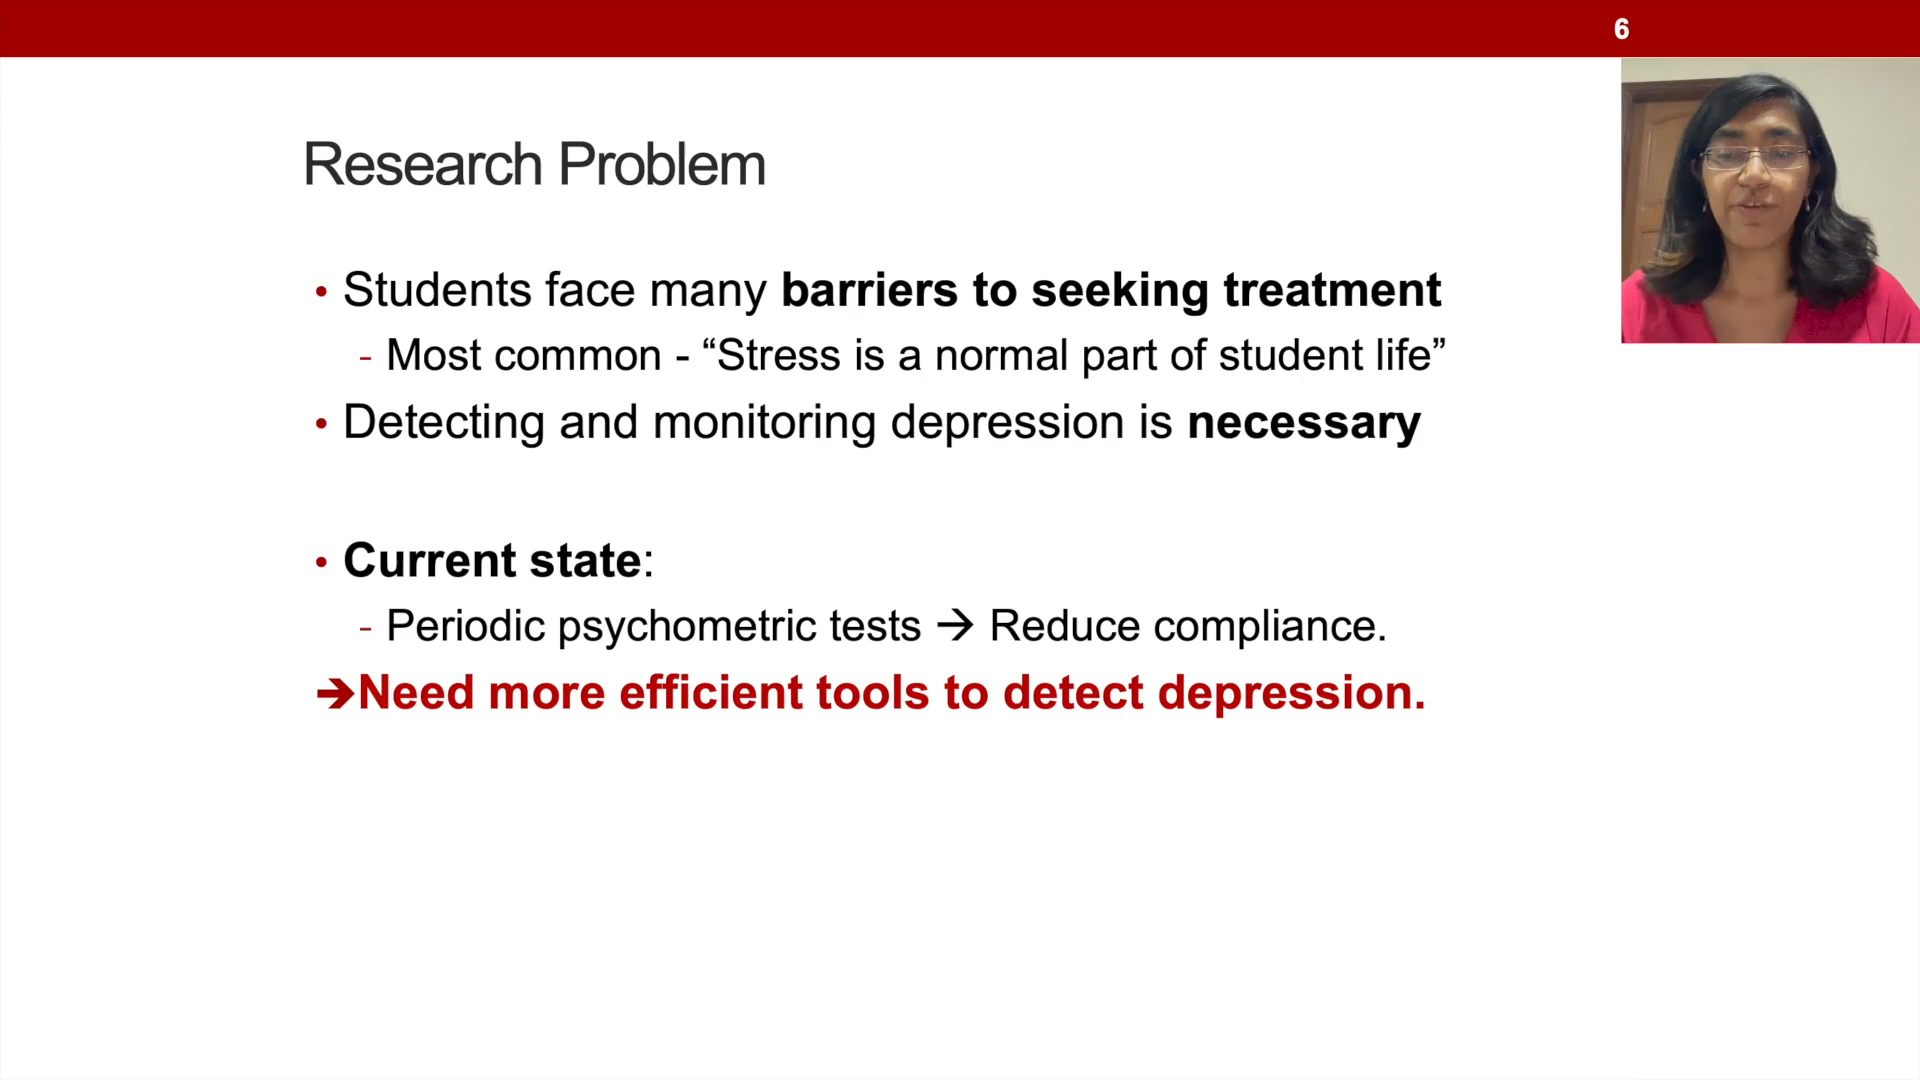 6
Research Problem
• Students face many barriers to seeking treatment
- Most common - “Stress is a normal part of student life”
• Detecting and monitoring depression is necessary
• Current state:
- Periodic psychometric tests → Reduce compliance.
➔Need more efficient tools to detect depression.